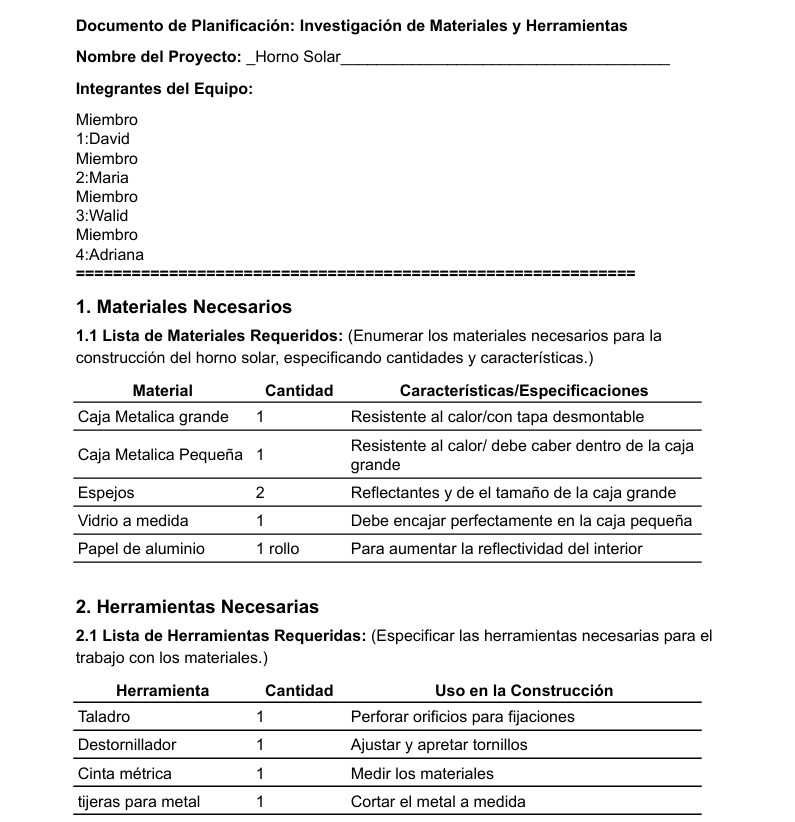 Documento de Planificación: Investigación de Materiales y Herramientas
Nombre del Proyecto: _Horno Solar_____________________________________
Integrantes del Equipo:
Miembro
1:David
Miembro
2:Maria
Miembro
3:Walid
Miembro
4:Adriana
============================================================
1. Materiales Necesarios
1.1 Lista de Materiales Requeridos: (Enumerar los materiales necesarios para la
construcción del horno solar, especificando cantidades y características.)
Material Cantidad Características/Especificaciones
Caja Metalica grande 1 Resistente al calor/con tapa desmontable
Caja Metalica Pequeña 1 Resistente al calor/ debe caber dentro de la caja
grande
Espejos 2 Reflectantes y de el tamaño de la caja grande
Vidrio a medida 1 Debe encajar perfectamente en la caja pequeña
Papel de aluminio 1 rollo Para aumentar la reflectividad del interior
2. Herramientas Necesarias
2.1 Lista de Herramientas Requeridas: (Especificar las herramientas necesarias para el
trabajo con los materiales.)
Herramienta Cantidad Uso en la Construcción
Taladro 1 Perforar orificios para fijaciones
Destornillador 1 Ajustar y apretar tornillos
Cinta métrica 1 Medir los materiales
tijeras para metal 1 Cortar el metal a medida